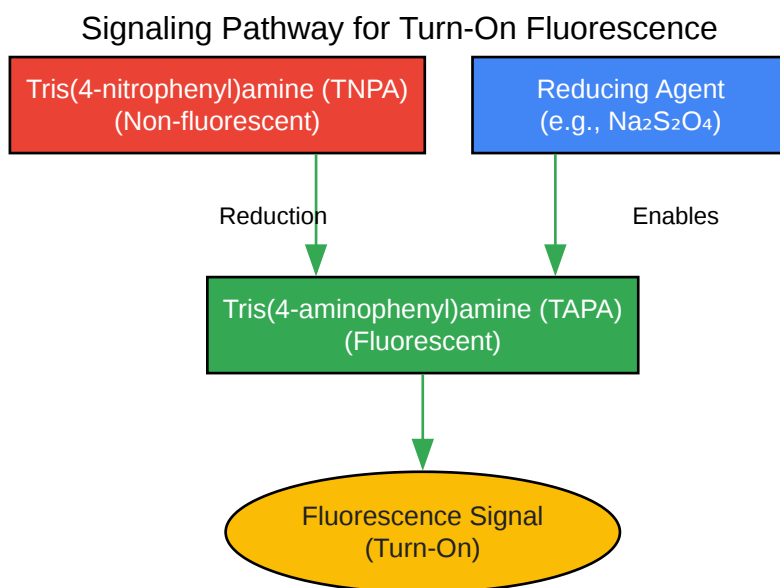 Signaling Pathway for Turn-On Fluorescence
Tris(4-nitrophenyl)amine (TNPA)
(Non-fluorescent)
Reducing Agent
(e.g., Na₂S₂O₄)
Reduction
Enables
Tris(4-aminophenyl)amine (TAPA)
(Fluorescent)
Fluorescence Signal
(Turn-On)